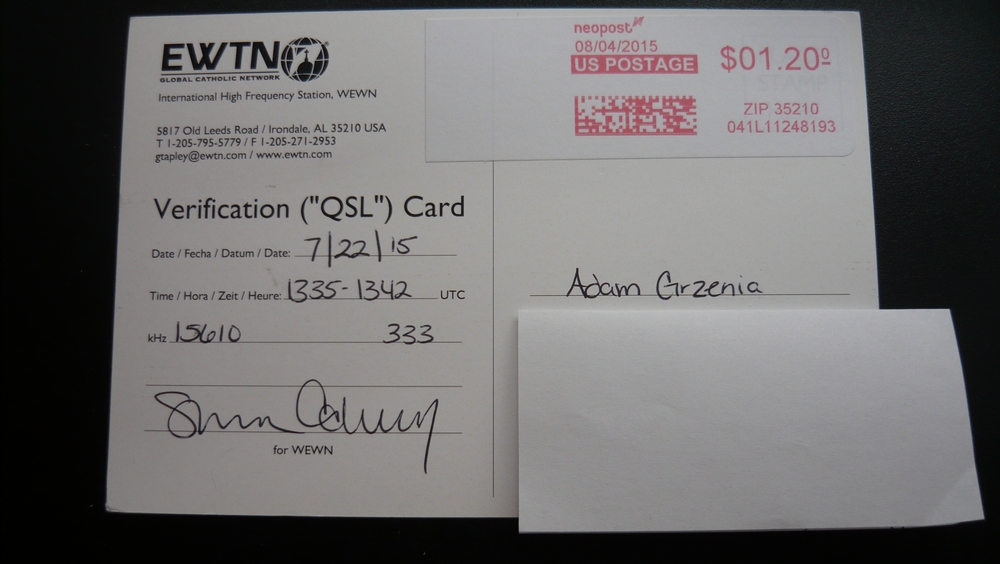 EWTN
GLOBAL CATHOLIC NETWORK
International High Frequency Station, WEWN
5817 Old Leeds Road / Irondale, AL 35210 USA
T 1-205-795-5779 / F 1-205-271-2953
gtapley@ewtn.com / www.ewtn.com
Verification ("QSL") Card
Date / Fecha / Datum / Date: 7/22/15
Time / Hora / Zeit / Heure: 1335-1342 UTC
kHz 15610 333
for WEWN
neopost
08/04/2015
US POSTAGE
$01.20⁰
ZIP 35210
041L11248193
Adam Grzenia